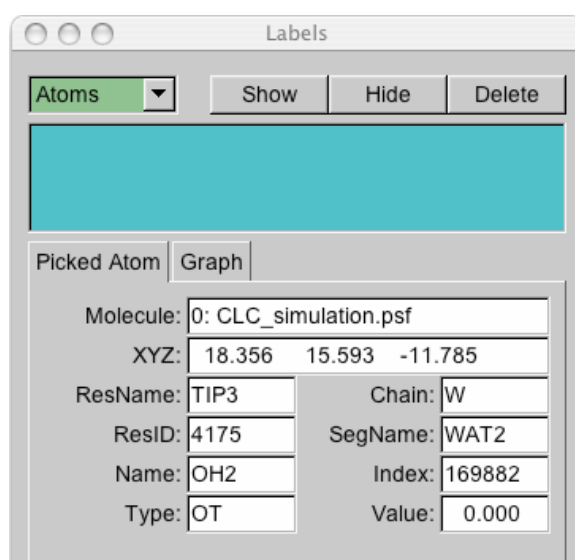 Labels
Atoms Show Hide Delete
Picked Atom Graph
Molecule: 0: CLC_simulation.psf
XYZ: 18.356 15.593 -11.785
ResName: TIP3 Chain: W
ResID: 4175 SegName: WAT2
Name: OH2 Index: 169882
Type: OT Value: 0.000